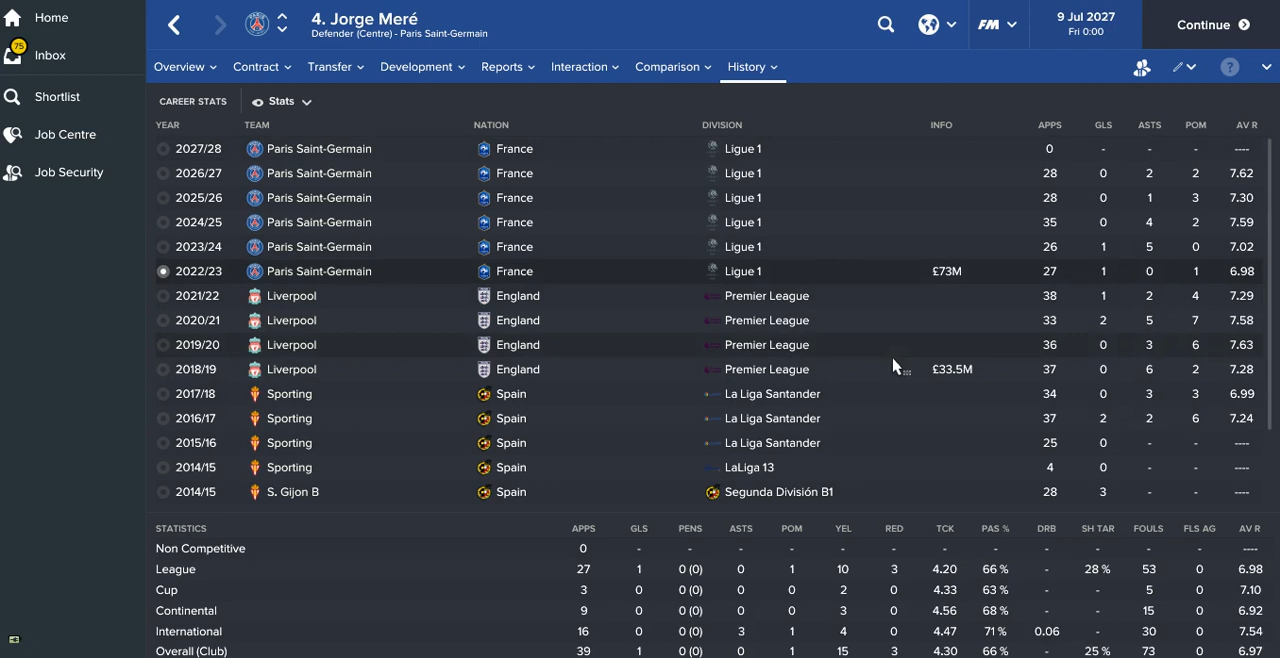 Home
75
Inbox
Shortlist
Job Centre
Job Security
4. Jorge Meré
Defender (Centre) - Paris Saint-Germain
FM
9 Jul 2027
Fri 0:00
Continue
Overview Contract Transfer Development Reports Interaction Comparison History ?
CAREER STATS Stats
YEAR TEAM NATION DIVISION INFO APPS GLS ASTS POM AV R
2027/28 Paris Saint-Germain France Ligue 1 0 - - - ----
2026/27 Paris Saint-Germain France Ligue 1 28 0 2 2 7.62
2025/26 Paris Saint-Germain France Ligue 1 28 0 1 3 7.30
2024/25 Paris Saint-Germain France Ligue 1 35 0 4 2 7.59
2023/24 Paris Saint-Germain France Ligue 1 26 1 5 0 7.02
2022/23 Paris Saint-Germain France Ligue 1 £73M 27 1 0 1 6.98
2021/22 Liverpool England Premier League 38 1 2 4 7.29
2020/21 Liverpool England Premier League 33 2 5 7 7.58
2019/20 Liverpool England Premier League 36 0 3 6 7.63
2018/19 Liverpool England Premier League £33.5M 37 0 6 2 7.28
2017/18 Sporting Spain La Liga Santander 34 0 3 3 6.99
2016/17 Sporting Spain La Liga Santander 37 2 2 6 7.24
2015/16 Sporting Spain La Liga Santander 25 0 - - ----
2014/15 Sporting Spain LaLiga 13 4 0 - - ----
2014/15 S. Gijon B Spain Segunda División B1 28 3 - - ----
STATISTICS APPS GLS PENS ASTS POM YEL RED TCK PAS % DRB SH TAR FOULS FLS AG AV R
Non Competitive 0 - - - - - - - - - - - - ----
League 27 1 0 (0) 0 1 10 3 4.20 66 % - 28 % 53 0 6.98
Cup 3 0 0 (0) 0 0 2 0 4.33 63 % - - 5 0 7.10
Continental 9 0 0 (0) 0 0 3 0 4.56 68 % - - 15 0 6.92
International 16 0 0 (0) 3 1 4 0 4.47 71 % 0.06 - 30 0 7.54
Overall (Club) 39 1 0 (0) 0 1 15 3 4.30 66 % - 25 % 73 0 6.97